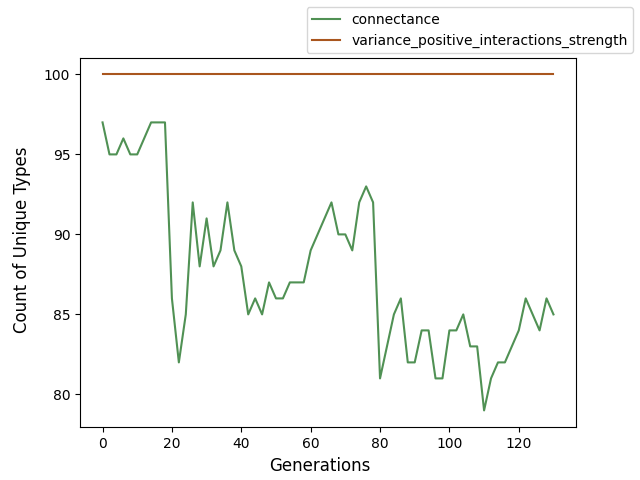 connectance
variance_positive_interactions_strength
100
95
90
85
80
Count of Unique Types
0 20 40 60 80 100 120
Generations